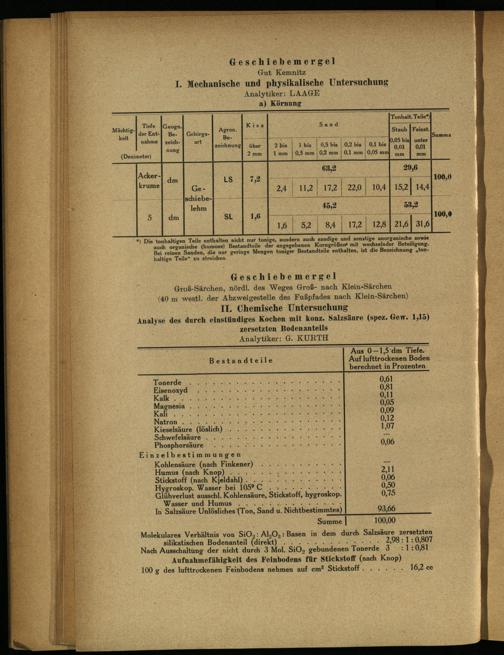 Geschiebemergel
Gut Kemnitz
I. Mechanische und physikalische Untersuchung
Analytiker: LAAGE
a) Körnung
Mächtigkeit Tiefe der Entnahme Geogn. Bezeichnung Gebirgsart Agron. Bezeichnung Kies über 2 mm Sand Tonhalt. Teile*) Summa
(Dezimeter) 2 bis 1 mm 1 bis 0,5 mm 0,5 bis 0,2 mm 0,2 bis 0,1 mm 0,1 bis 0,05 mm Staub 0,05 bis 0,01 mm Feinst. unter 0,01 mm
Ackerkrume dm Geschiebelehm LS 7,2 63,2 29,6 100,0
2,4 11,2 17,2 22,0 10,4 15,2 14,4
5 dm SL 1,6 45,2 53,2 100,0
1,6 5,2 8,4 17,2 12,8 21,6 31,6
*) Die tonhaltigen Teile enthalten nicht nur tonige, sondern auch sandige und sonstige anorganische sowie
auch organische (humose) Bestandteile der angegebenen Korngrößen mit wechselnder Beteiligung.
Bei reinen Sanden, die nur geringe Mengen toniger Bestandteile enthalten, ist die Bezeichnung „tonhaltige Teile" zu streichen.
Geschiebemergel
Groß-Särchen, nördl. des Weges Groß- nach Klein-Särchen
(40 m westl. der Abzweigestelle des Fußpfades nach Klein-Särchen)
II. Chemische Untersuchung
Analyse des durch einstündiges Kochen mit konz. Salzsäure (spez. Gew. 1,15)
zersetzten Bodenanteils
Analytiker: G. KURTH
Bestandteile Aus 0—1,5 dm Tiefe. Auf lufttrockenen Boden berechnet in Prozenten
Tonerde 0,61
Eisenoxyd 0,81
Kalk 0,11
Magnesia 0,05
Kali 0,09
Natron 0,12
Kieselsäure (löslich) 1,07
Schwefelsäure —
Phosphorsäure 0,06
Einzelbestimmungen
Kohlensäure (nach Finkener) —
Humus (nach Knop) 2,11
Stickstoff (nach Kjeldahl) 0,06
Hygroskop. Wasser bei 105° C 0,50
Glühverlust ausschl. Kohlensäure, Stickstoff, hygroskop.
Wasser und Humus 0,75
In Salzsäure Unlösliches (Ton, Sand u. Nichtbestimmtes) 93,66
Summe 100,00
Molekulares Verhältnis von SiO2 : Al2O3 : Basen in dem durch Salzsäure zersetzten
silikatischen Bodenanteil (direkt) 2,98 : 1 : 0,807
Nach Ausschaltung der nicht durch 3 Mol. SiO2 gebundenen Tonerde 3 : 1 : 0,81
Aufnahmefähigkeit des Feinbodens für Stickstoff (nach Knop)
100 g des lufttrockenen Feinbodens nehmen auf cm³ Stickstoff 16,2 cc